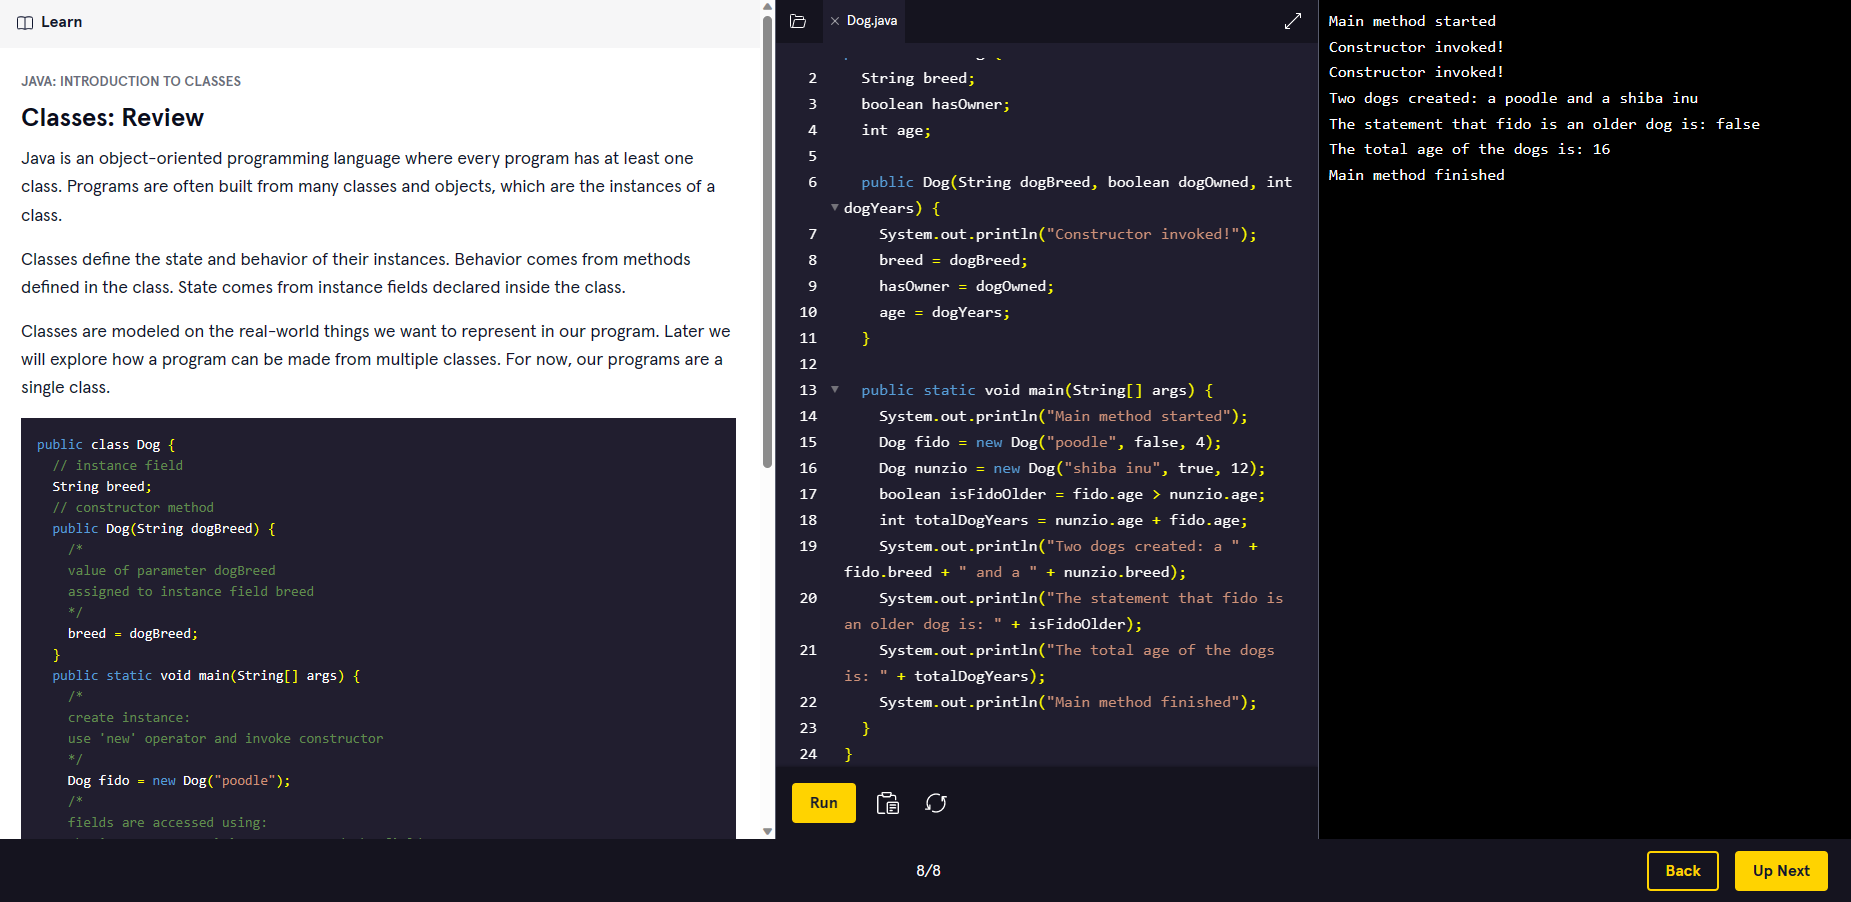 Learn
JAVA: INTRODUCTION TO CLASSES
Classes: Review
Java is an object-oriented programming language where every program has at least one
class. Programs are often built from many classes and objects, which are the instances of a
class.
Classes define the state and behavior of their instances. Behavior comes from methods
defined in the class. State comes from instance fields declared inside the class.
Classes are modeled on the real-world things we want to represent in our program. Later we
will explore how a program can be made from multiple classes. For now, our programs are a
single class.
public class Dog {
// instance field
String breed;
// constructor method
public Dog(String dogBreed) {
/*
value of parameter dogBreed
assigned to instance field breed
*/
breed = dogBreed;
}
public static void main(String[] args) {
/*
create instance:
use 'new' operator and invoke constructor
*/
Dog fido = new Dog("poodle");
/*
fields are accessed using:
Dog.java
2 String breed;
3 boolean hasOwner;
4 int age;
5
6 public Dog(String dogBreed, boolean dogOwned, int
dogYears) {
7 System.out.println("Constructor invoked!");
8 breed = dogBreed;
9 hasOwner = dogOwned;
10 age = dogYears;
11 }
12
13 public static void main(String[] args) {
14 System.out.println("Main method started");
15 Dog fido = new Dog("poodle", false, 4);
16 Dog nunzio = new Dog("shiba inu", true, 12);
17 boolean isFidoOlder = fido.age > nunzio.age;
18 int totalDogYears = nunzio.age + fido.age;
19 System.out.println("Two dogs created: a " +
fido.breed + " and a " + nunzio.breed);
20 System.out.println("The statement that fido is
an older dog is: " + isFidoOlder);
21 System.out.println("The total age of the dogs
is: " + totalDogYears);
22 System.out.println("Main method finished");
23 }
24 }
Run
Main method started
Constructor invoked!
Constructor invoked!
Two dogs created: a poodle and a shiba inu
The statement that fido is an older dog is: false
The total age of the dogs is: 16
Main method finished
8/8
Back
Up Next